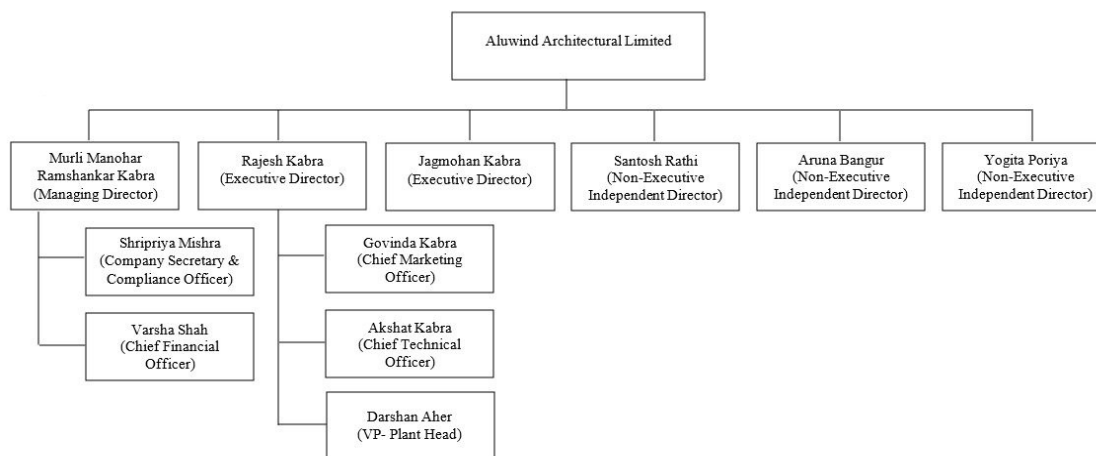 Aluwind Architectural Limited
Murli Manohar
Ramshankar Kabra
(Managing Director)
Rajesh Kabra
(Executive Director)
Jagmohan Kabra
(Executive Director)
Santosh Rathi
(Non-Executive
Independent Director)
Aruna Bangur
(Non-Executive
Independent Director)
Yogita Poriya
(Non-Executive
Independent Director)
Shripriya Mishra
(Company Secretary &
Compliance Officer)
Varsha Shah
(Chief Financial
Officer)
Govinda Kabra
(Chief Marketing
Officer)
Akshat Kabra
(Chief Technical
Officer)
Darshan Aher
(VP- Plant Head)